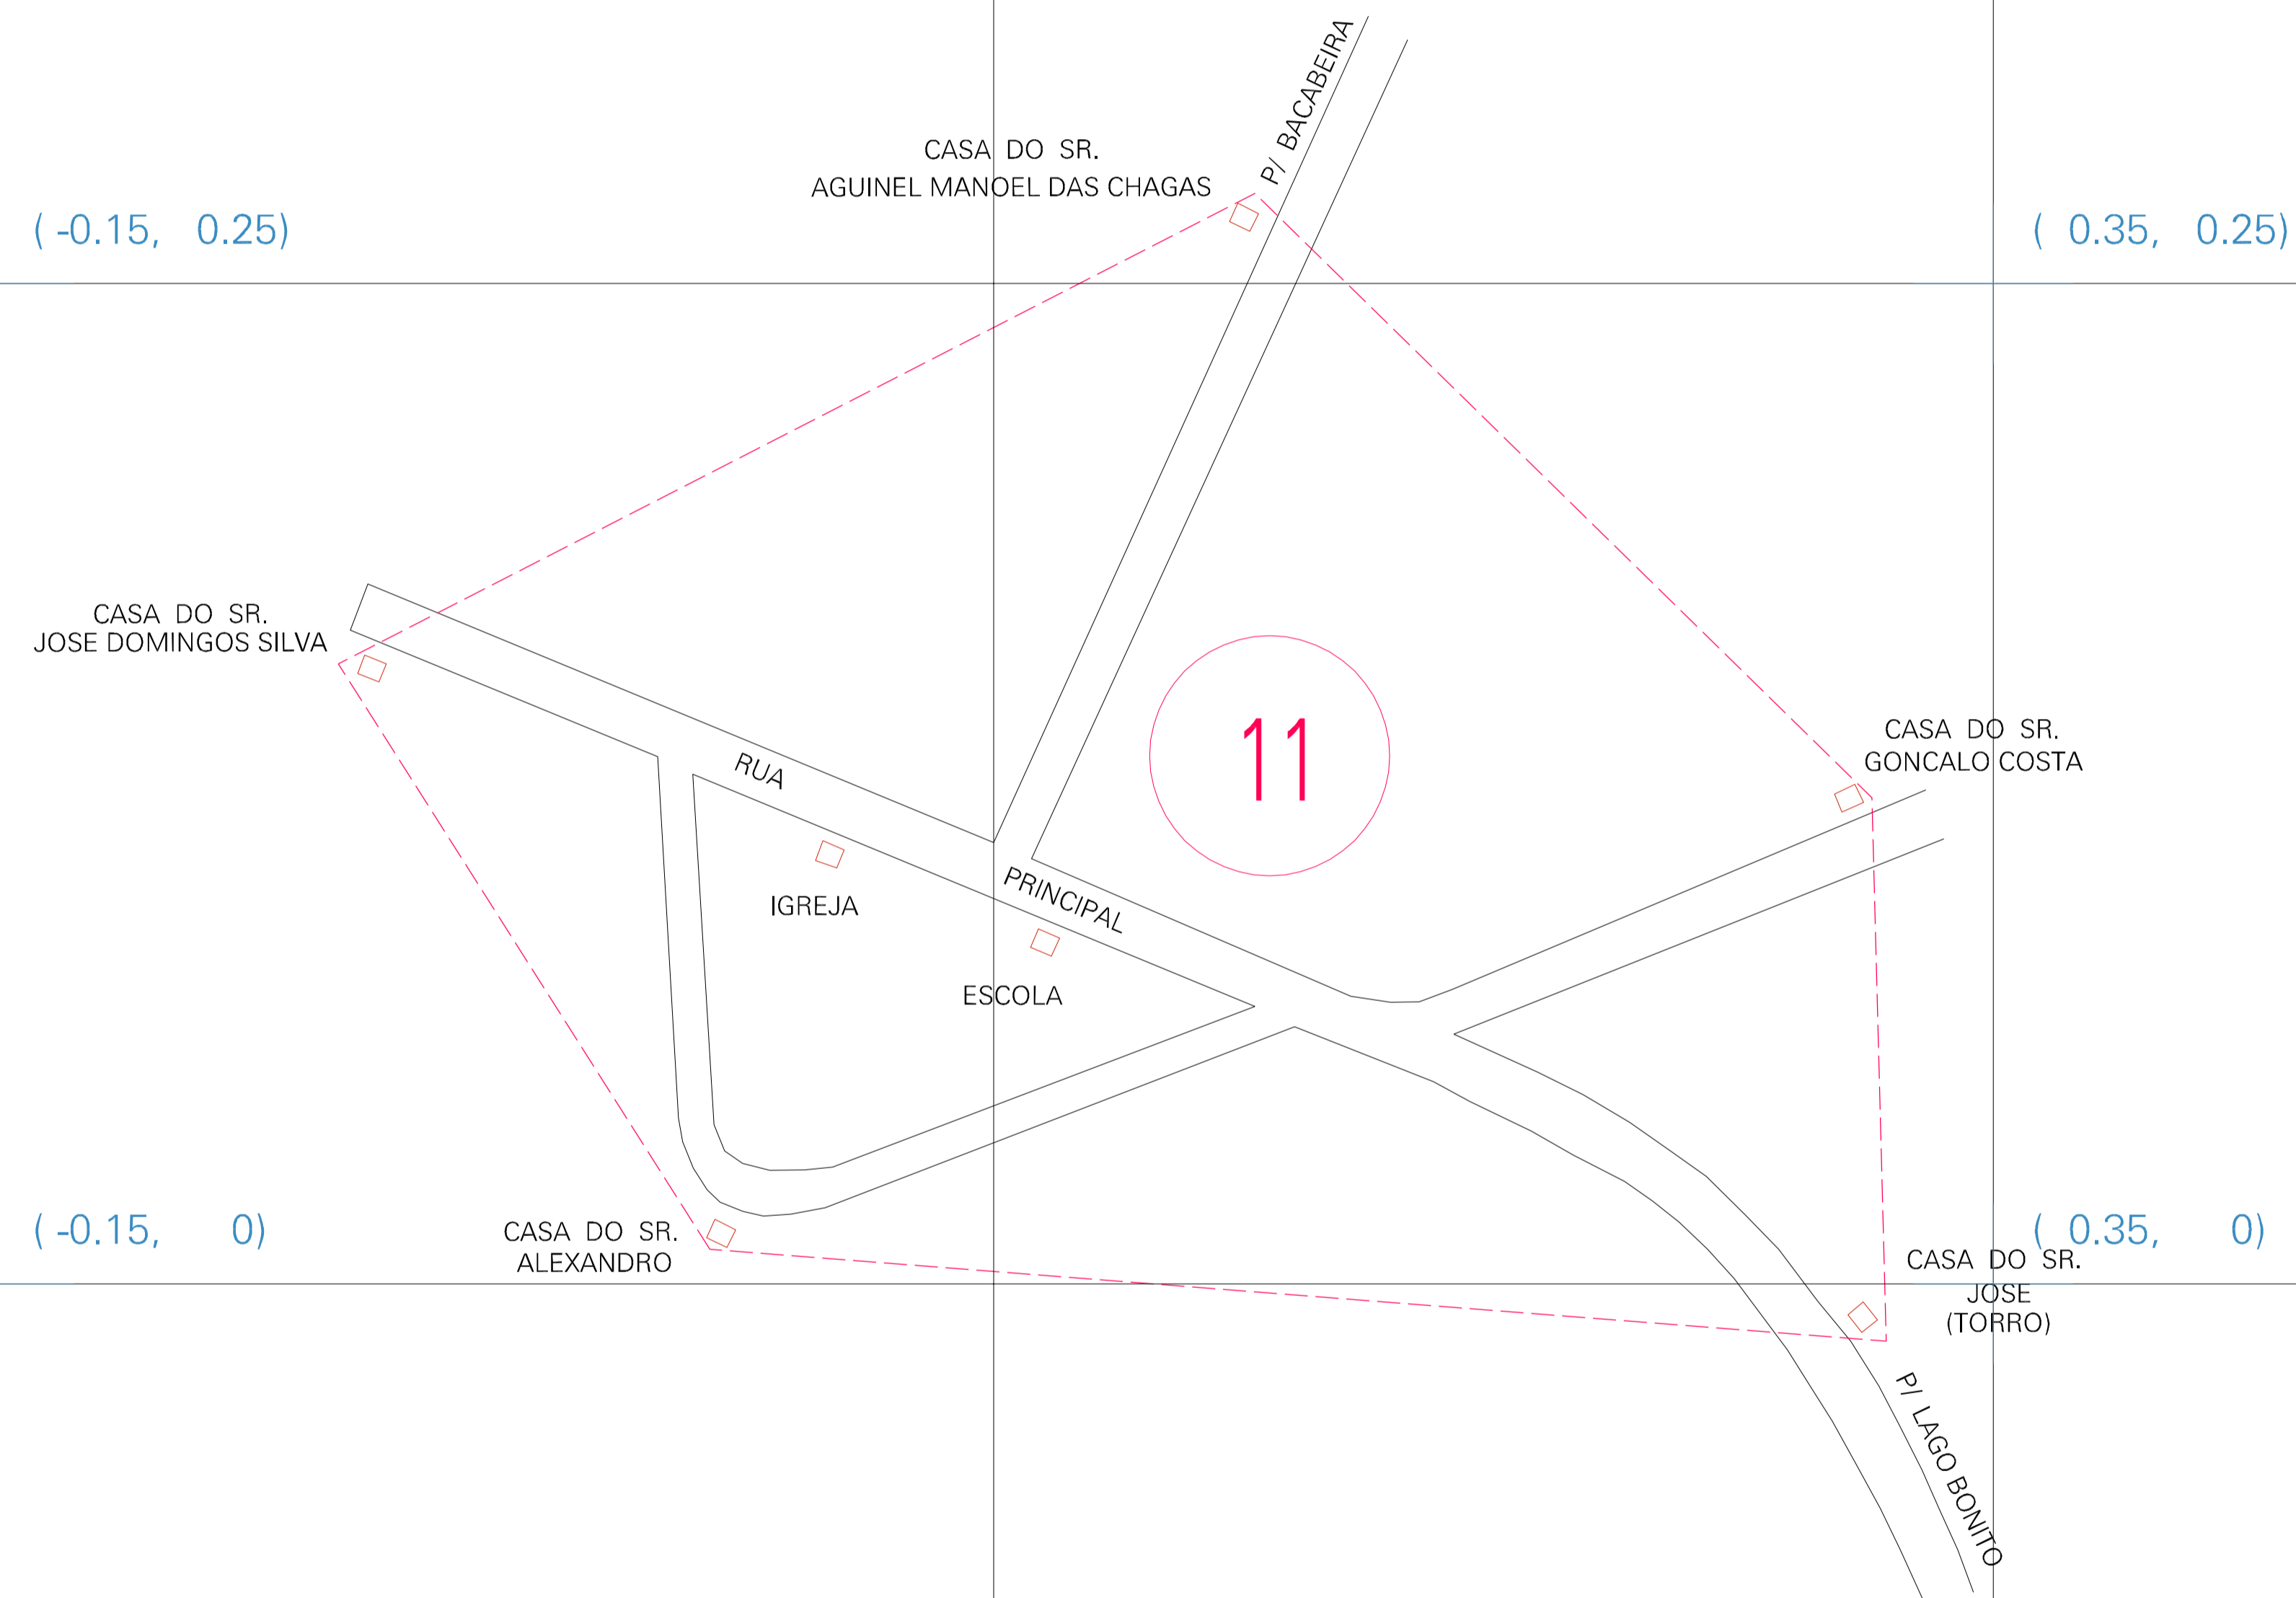 P/ BACABEIRA
CASA DO SR.
AGUINEL MANOEL DAS CHAGAS
( -0.15, 0.25)
( 0.35, 0.25)
CASA DO SR.
JOSE DOMINGOS SILVA
11
CASA DO SR.
GONCALO COSTA
RUA
PRINCIPAL
IGREJA
ESCOLA
( -0.15, 0)
( 0.35, 0)
CASA DO SR.
ALEXANDRO
CASA DO SR.
JOSE
(TORRO)
P/ LAGO BONITO